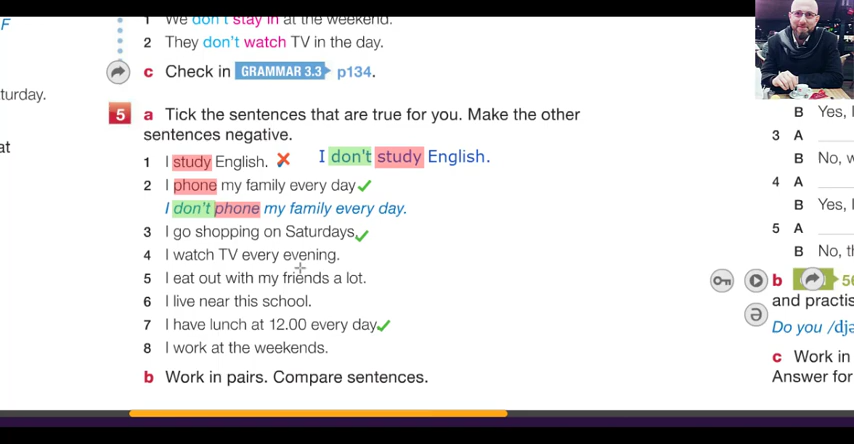 F
1 We don't stay in at the weekend.
2 They don't watch TV in the day.
c Check in GRAMMAR 3.3 p134.
turday.
at
5 a Tick the sentences that are true for you. Make the other
sentences negative.
1 I study English. I don't study English.
2 I phone my family every day
I don't phone my family every day.
3 I go shopping on Saturdays.
4 I watch TV every evening.
5 I eat out with my friends a lot.
6 I live near this school.
7 I have lunch at 12.00 every day
8 I work at the weekends.
b Work in pairs. Compare sentences.
B Yes, I
3 A
B No, w
4 A
B Yes, I
5 A
B No, th
b 56
and practis
Do you /djə
c Work in
Answer for